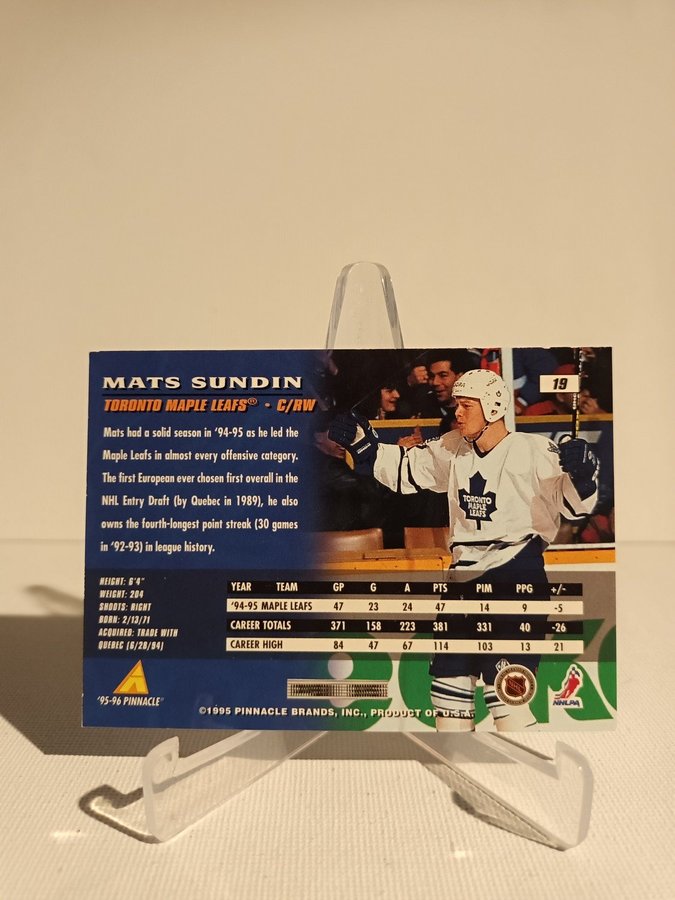 MATS SUNDIN
TORONTO MAPLE LEAFS® - C/RW
19
Mats had a solid season in '94-95 as he led the
Maple Leafs in almost every offensive category.
The first European ever chosen first overall in the
NHL Entry Draft (by Quebec in 1989), he also
owns the fourth-longest point streak (30 games
in '92-93) in league history.
TORONTO
MAPLE
LEAFS
HEIGHT: 6'4"
WEIGHT: 204
SHOOTS: RIGHT
BORN: 2/13/71
ACQUIRED: TRADE WITH
QUEBEC (6/28/94)
YEAR TEAM GP G A PTS PIM PPG +/-
'94-95 MAPLE LEAFS 47 23 24 47 14 9 -5
CAREER TOTALS 371 158 223 381 331 40 -26
CAREER HIGH 84 47 67 114 103 13 21
'95-96 PINNACLE®
NHLPA
©1995 PINNACLE BRANDS, INC., PRODUCT OF U.S.A.